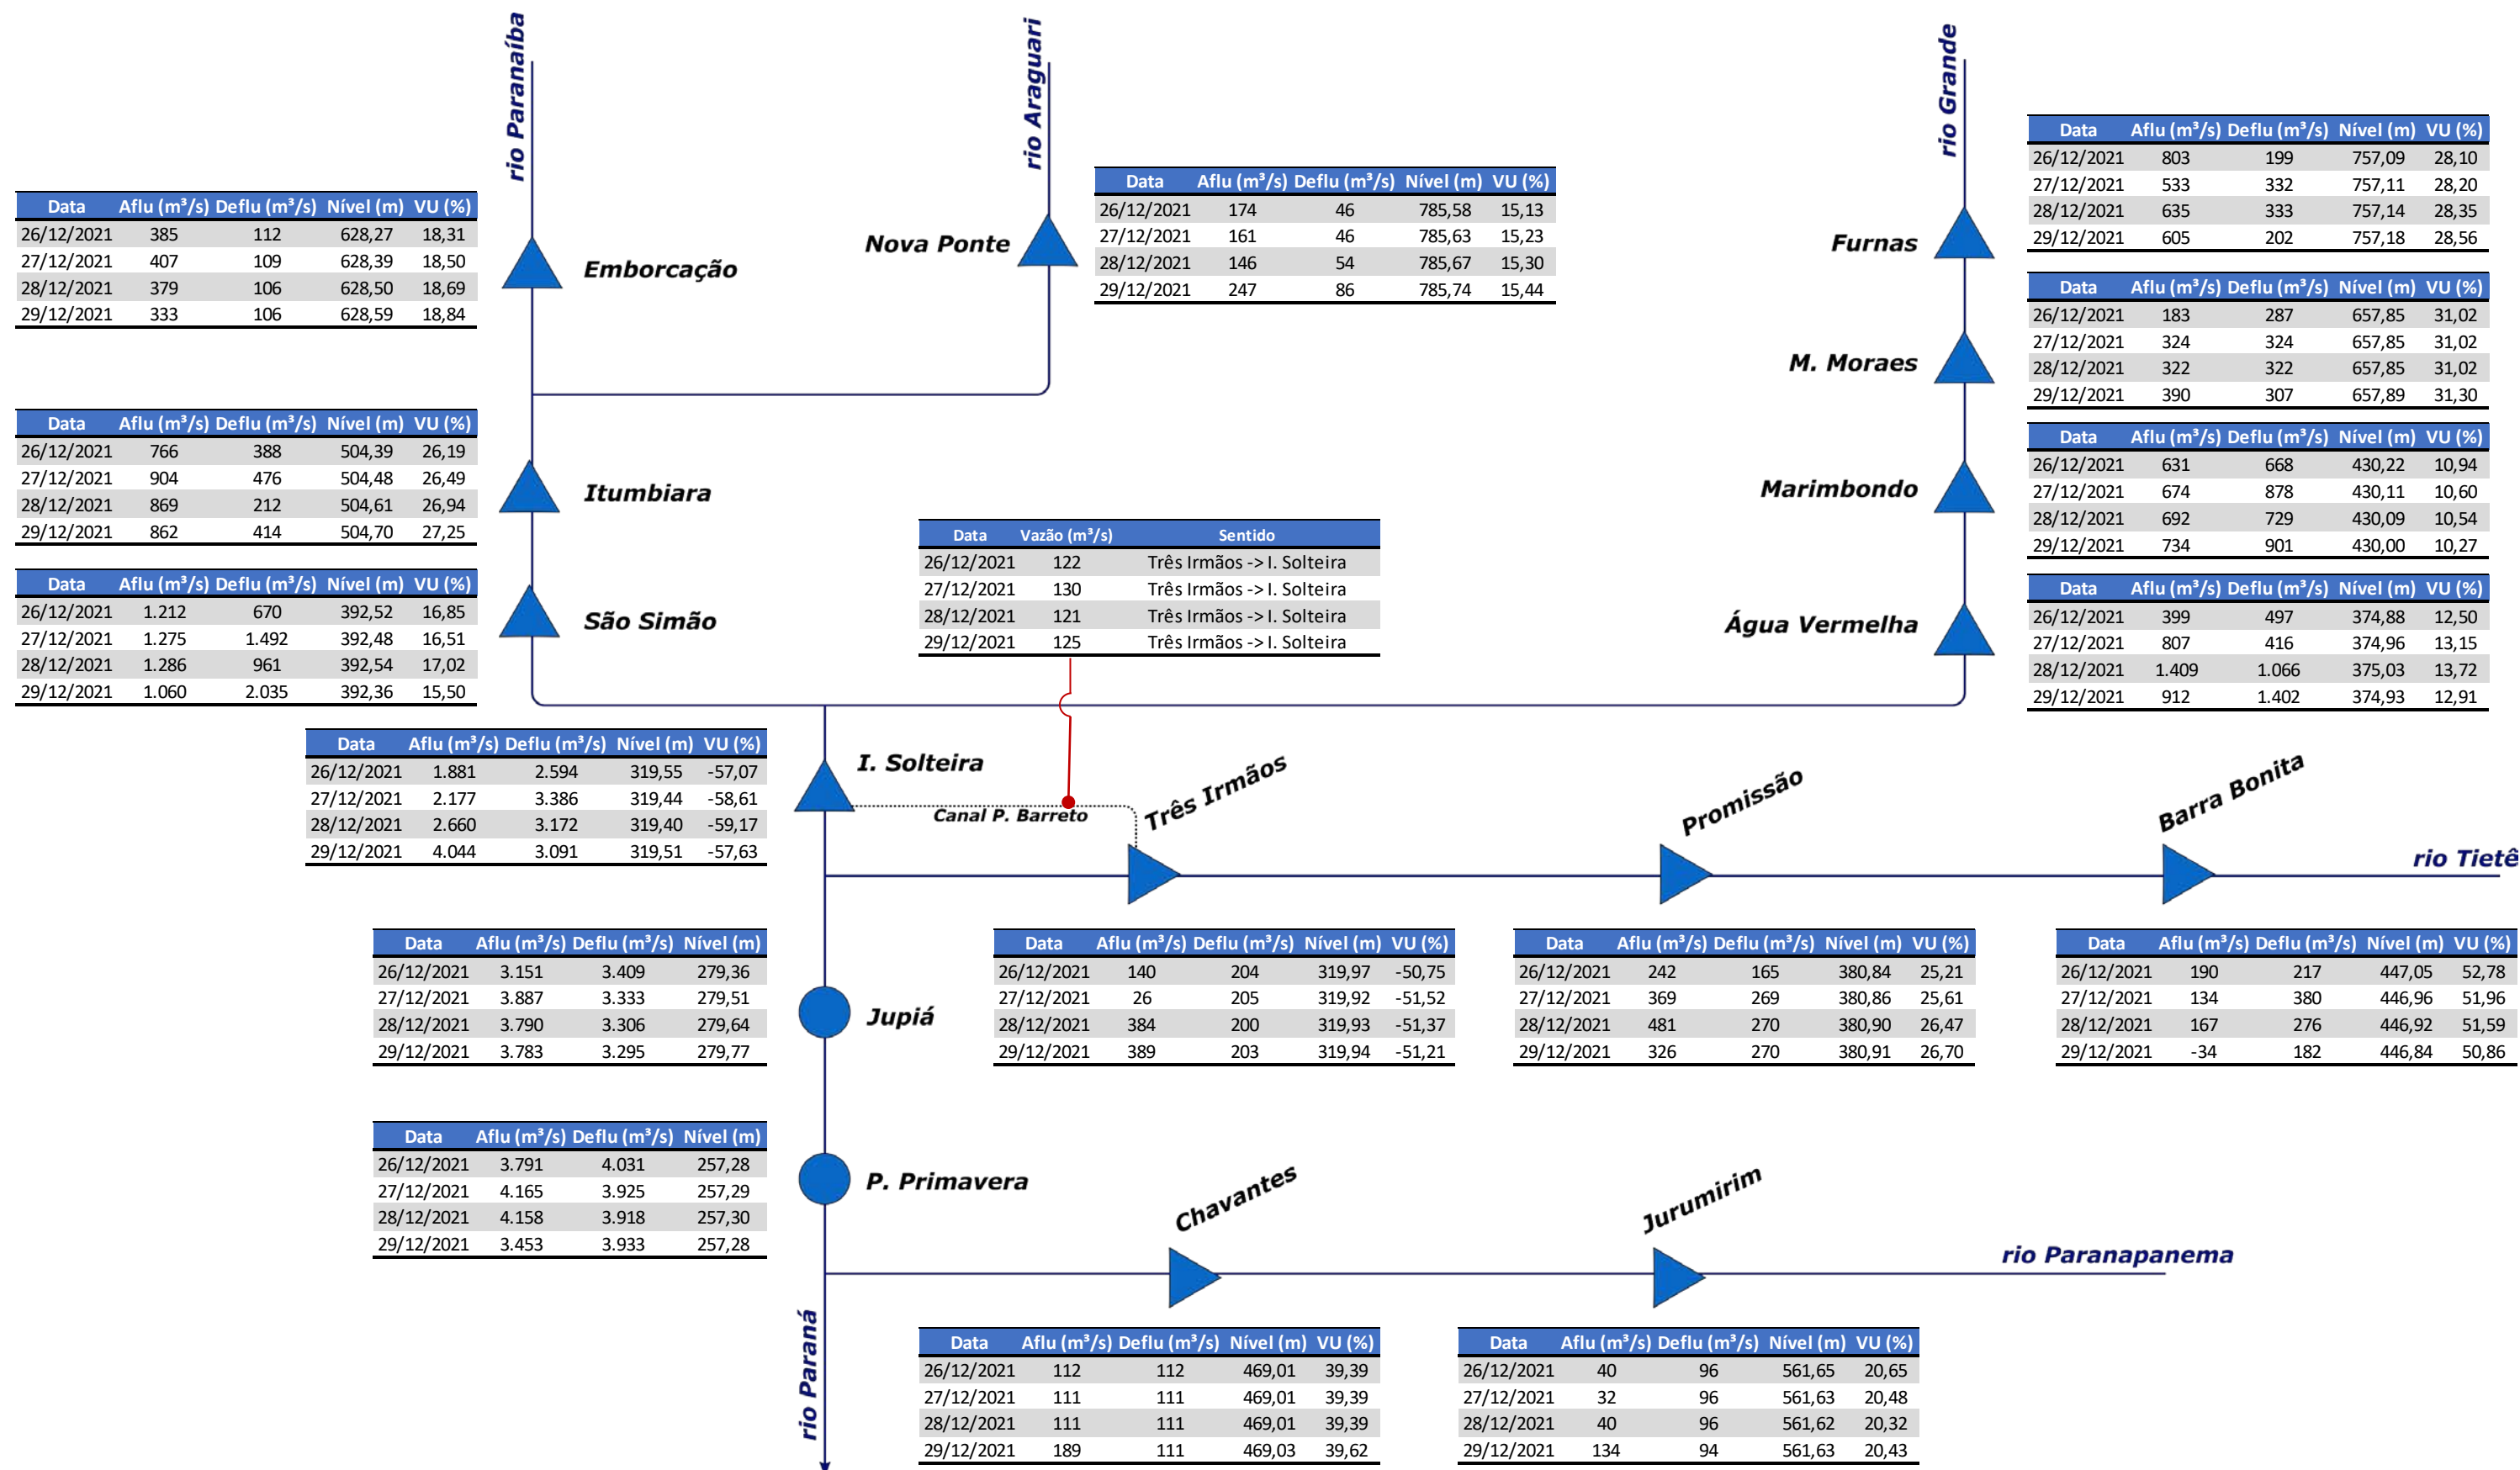 rio Paranaíba
rio Araguari
rio Grande
Data Aflu (m³/s) Deflu (m³/s) Nível (m) VU (%)
26/12/2021 803 199 757,09 28,10
27/12/2021 533 332 757,11 28,20
28/12/2021 635 333 757,14 28,35
29/12/2021 605 202 757,18 28,56
Furnas
Data Aflu (m³/s) Deflu (m³/s) Nível (m) VU (%)
26/12/2021 174 46 785,58 15,13
27/12/2021 161 46 785,63 15,23
28/12/2021 146 54 785,67 15,30
29/12/2021 247 86 785,74 15,44
Nova Ponte
Data Aflu (m³/s) Deflu (m³/s) Nível (m) VU (%)
26/12/2021 385 112 628,27 18,31
27/12/2021 407 109 628,39 18,50
28/12/2021 379 106 628,50 18,69
29/12/2021 333 106 628,59 18,84
Emborcação
Data Aflu (m³/s) Deflu (m³/s) Nível (m) VU (%)
26/12/2021 183 287 657,85 31,02
27/12/2021 324 324 657,85 31,02
28/12/2021 322 322 657,85 31,02
29/12/2021 390 307 657,89 31,30
M. Moraes
Data Aflu (m³/s) Deflu (m³/s) Nível (m) VU (%)
26/12/2021 766 388 504,39 26,19
27/12/2021 904 476 504,48 26,49
28/12/2021 869 212 504,61 26,94
29/12/2021 862 414 504,70 27,25
Itumbiara
Data Aflu (m³/s) Deflu (m³/s) Nível (m) VU (%)
26/12/2021 631 668 430,22 10,94
27/12/2021 674 878 430,11 10,60
28/12/2021 692 729 430,09 10,54
29/12/2021 734 901 430,00 10,27
Marimbondo
Data Vazão (m³/s) Sentido
26/12/2021 122 Três Irmãos -> I. Solteira
27/12/2021 130 Três Irmãos -> I. Solteira
28/12/2021 121 Três Irmãos -> I. Solteira
29/12/2021 125 Três Irmãos -> I. Solteira
Data Aflu (m³/s) Deflu (m³/s) Nível (m) VU (%)
26/12/2021 1.212 670 392,52 16,85
27/12/2021 1.275 1.492 392,48 16,51
28/12/2021 1.286 961 392,54 17,02
29/12/2021 1.060 2.035 392,36 15,50
São Simão
Data Aflu (m³/s) Deflu (m³/s) Nível (m) VU (%)
26/12/2021 399 497 374,88 12,50
27/12/2021 807 416 374,96 13,15
28/12/2021 1.409 1.066 375,03 13,72
29/12/2021 912 1.402 374,93 12,91
Água Vermelha
Data Aflu (m³/s) Deflu (m³/s) Nível (m) VU (%)
26/12/2021 1.881 2.594 319,55 -57,07
27/12/2021 2.177 3.386 319,44 -58,61
28/12/2021 2.660 3.172 319,40 -59,17
29/12/2021 4.044 3.091 319,51 -57,63
I. Solteira
Canal P. Barreto
Três Irmãos
Promissão
Barra Bonita
rio Tietê
Data Aflu (m³/s) Deflu (m³/s) Nível (m)
26/12/2021 3.151 3.409 279,36
27/12/2021 3.887 3.333 279,51
28/12/2021 3.790 3.306 279,64
29/12/2021 3.783 3.295 279,77
Jupiá
Data Aflu (m³/s) Deflu (m³/s) Nível (m) VU (%)
26/12/2021 140 204 319,97 -50,75
27/12/2021 26 205 319,92 -51,52
28/12/2021 384 200 319,93 -51,37
29/12/2021 389 203 319,94 -51,21
Data Aflu (m³/s) Deflu (m³/s) Nível (m) VU (%)
26/12/2021 242 165 380,84 25,21
27/12/2021 369 269 380,86 25,61
28/12/2021 481 270 380,90 26,47
29/12/2021 326 270 380,91 26,70
Data Aflu (m³/s) Deflu (m³/s) Nível (m) VU (%)
26/12/2021 190 217 447,05 52,78
27/12/2021 134 380 446,96 51,96
28/12/2021 167 276 446,92 51,59
29/12/2021 -34 182 446,84 50,86
Data Aflu (m³/s) Deflu (m³/s) Nível (m)
26/12/2021 3.791 4.031 257,28
27/12/2021 4.165 3.925 257,29
28/12/2021 4.158 3.918 257,30
29/12/2021 3.453 3.933 257,28
P. Primavera
Chavantes
Jurumirim
rio Paranapanema
rio Paraná
Data Aflu (m³/s) Deflu (m³/s) Nível (m) VU (%)
26/12/2021 112 112 469,01 39,39
27/12/2021 111 111 469,01 39,39
28/12/2021 111 111 469,01 39,39
29/12/2021 189 111 469,03 39,62
Data Aflu (m³/s) Deflu (m³/s) Nível (m) VU (%)
26/12/2021 40 96 561,65 20,65
27/12/2021 32 96 561,63 20,48
28/12/2021 40 96 561,62 20,32
29/12/2021 134 94 561,63 20,43